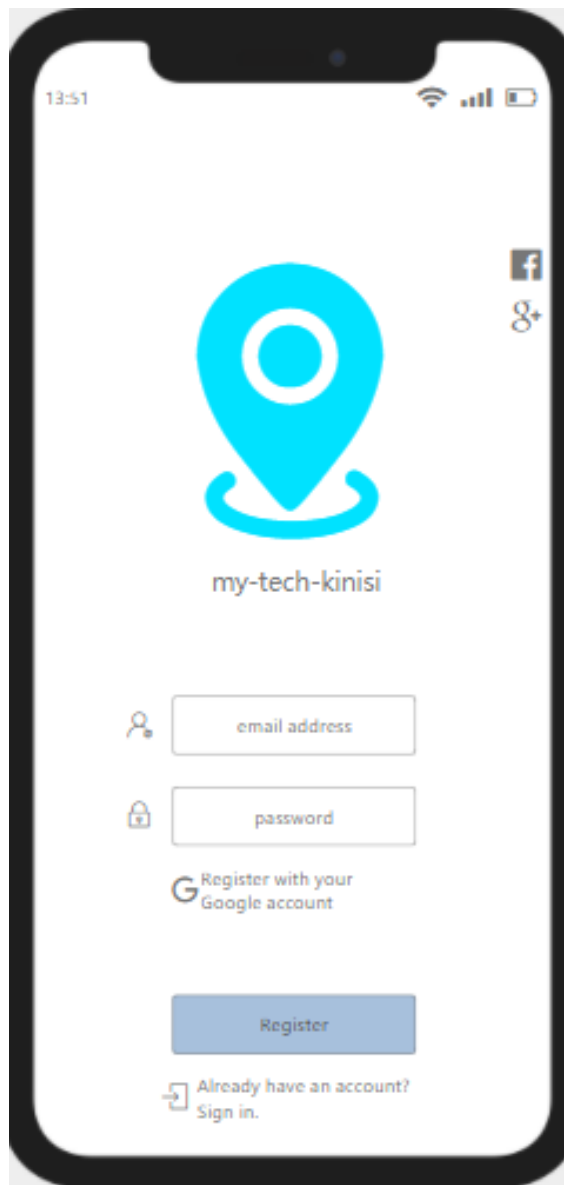 13:51
my-tech-kinisi
email address
password
Register with your
Google account
Register
Already have an account?
Sign in.